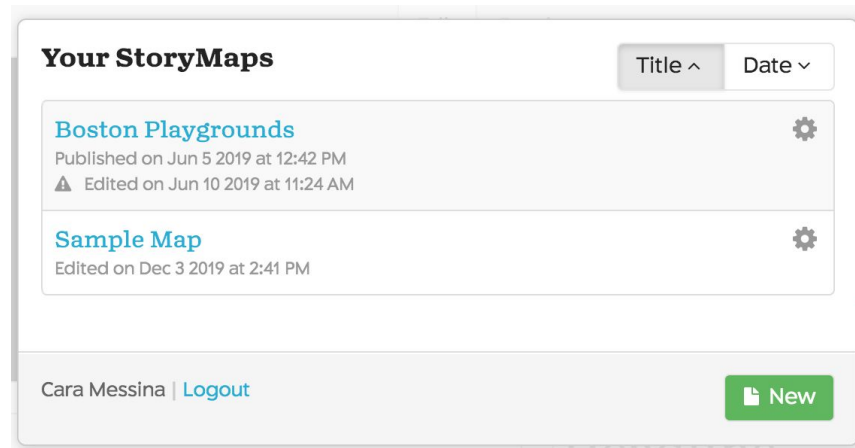 Your StoryMaps
Title
Date
Boston Playgrounds
Published on Jun 5 2019 at 12:42 PM
Edited on Jun 10 2019 at 11:24 AM
Sample Map
Edited on Dec 3 2019 at 2:41 PM
Cara Messina | Logout
New